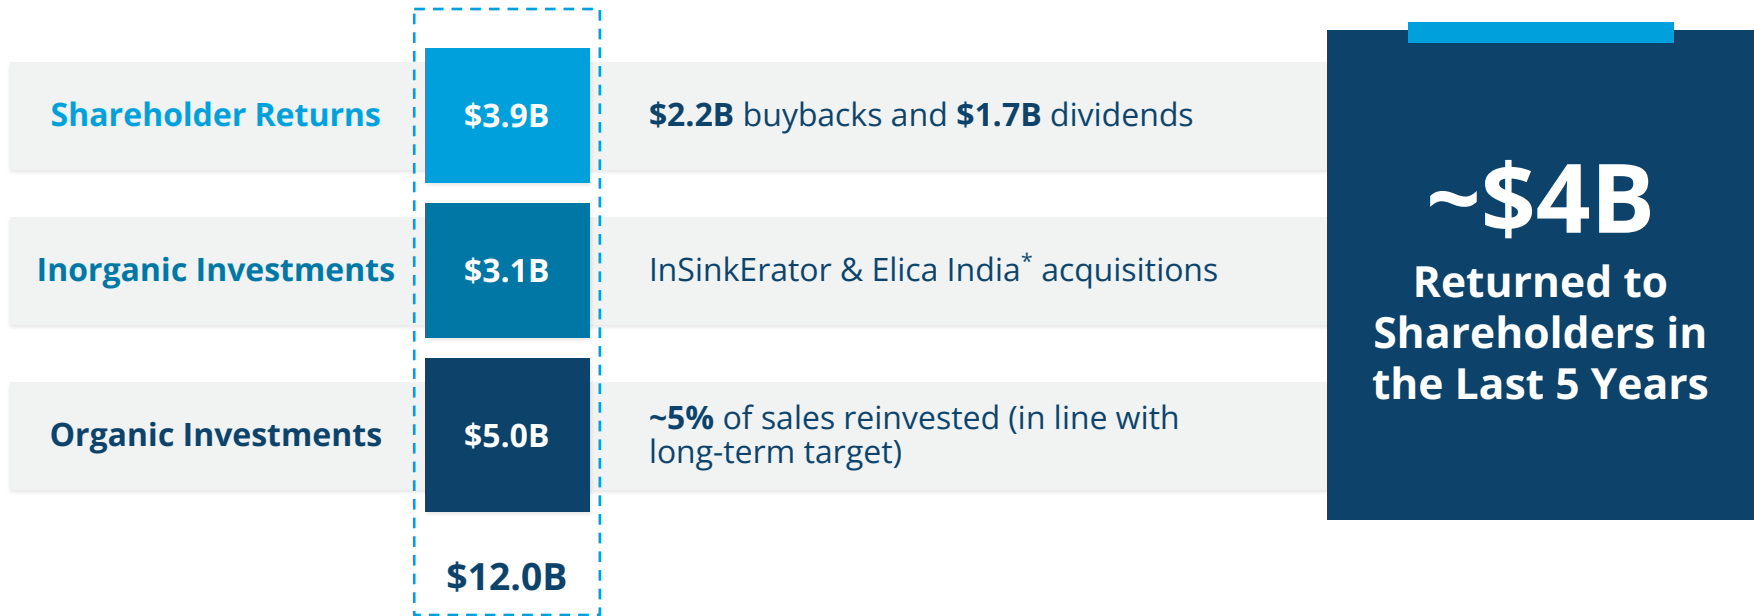 Shareholder Returns
$3.9B
$2.2B buybacks and $1.7B dividends
Inorganic Investments
$3.1B
InSinkErator & Elica India* acquisitions
Organic Investments
$5.0B
~5% of sales reinvested (in line with
long-term target)
$12.0B
~$4B
Returned to
Shareholders in
the Last 5 Years